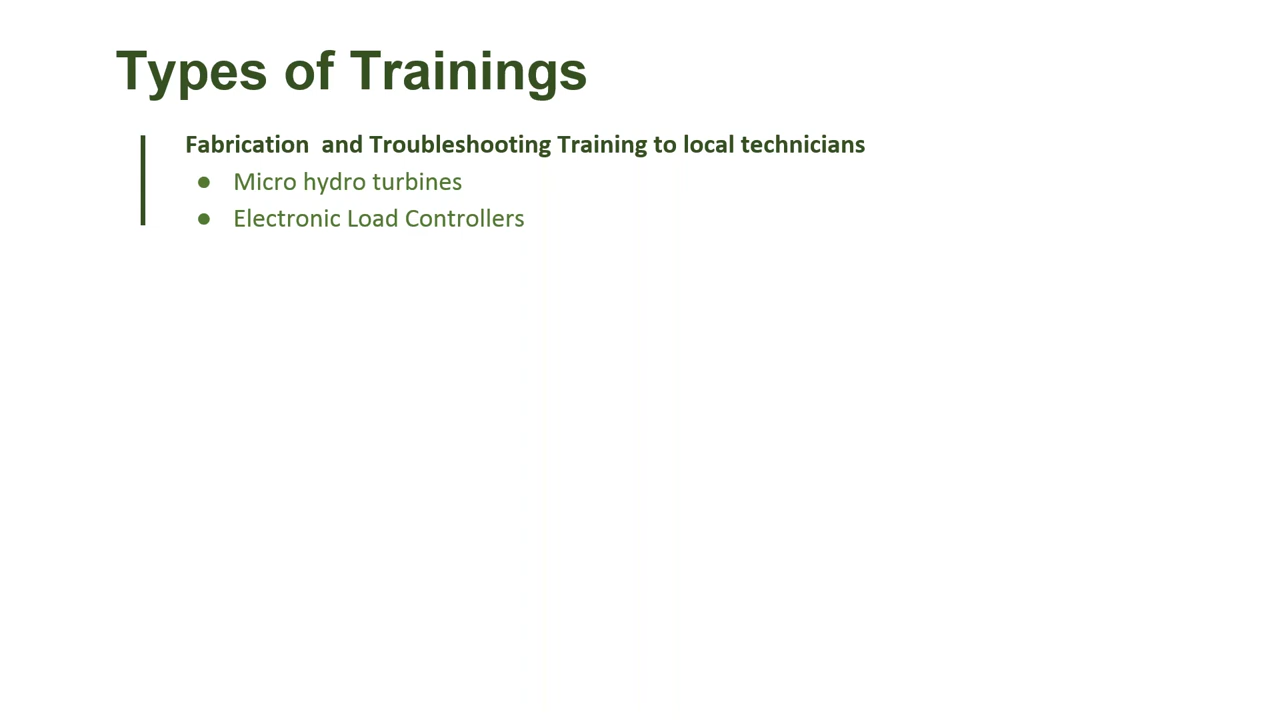 Types of Trainings
Fabrication  and Troubleshooting Training to local technicians
● Micro hydro turbines
● Electronic Load Controllers